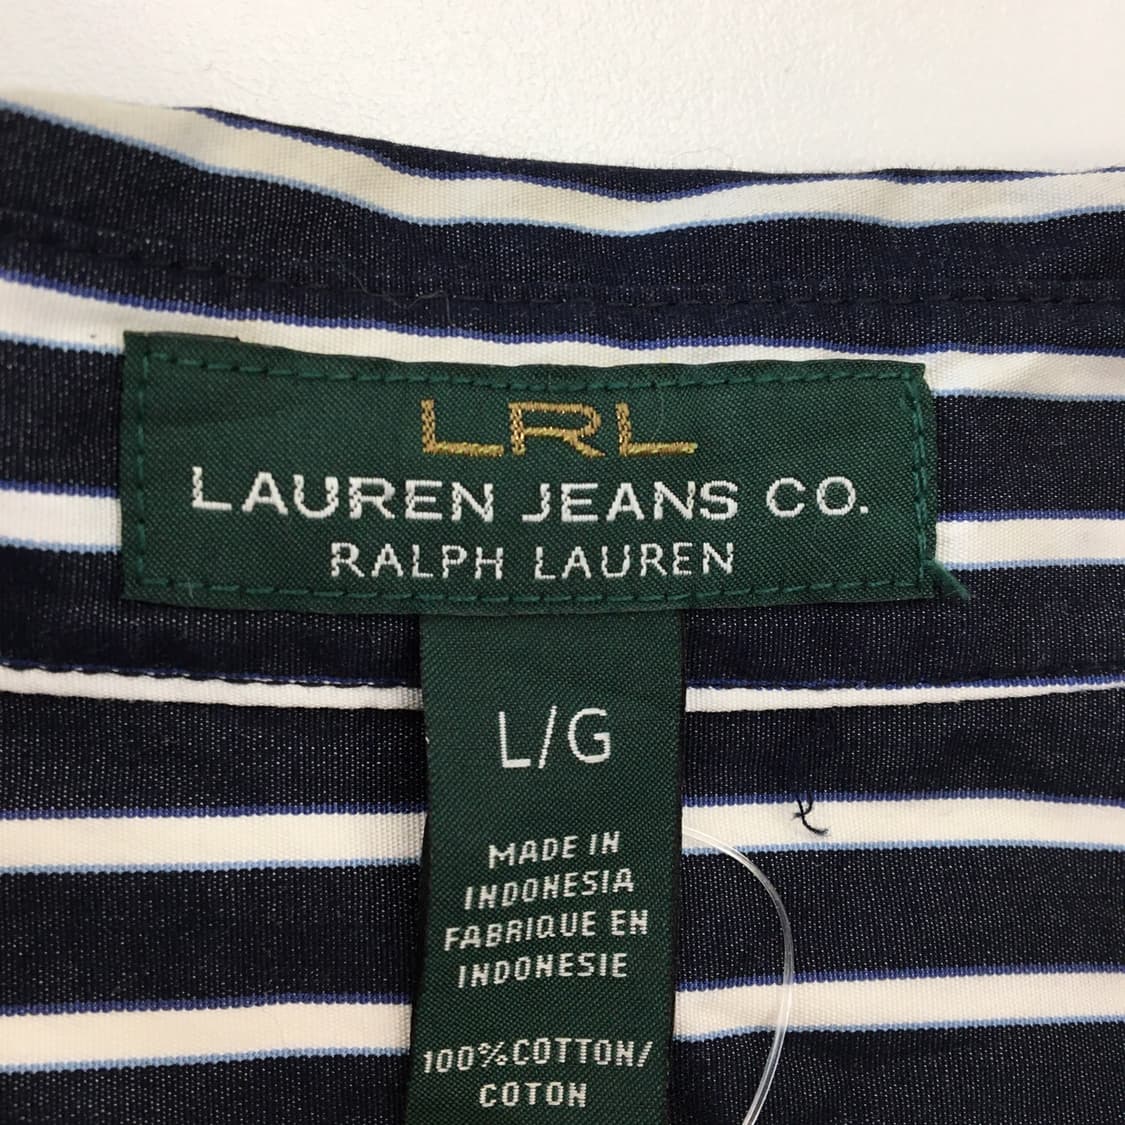 LRL
LAUREN JEANS CO.
RALPH LAUREN
L/G
MADE IN
INDONESIA
FABRIQUE EN
INDONESIE
100%COTTON/
COTON